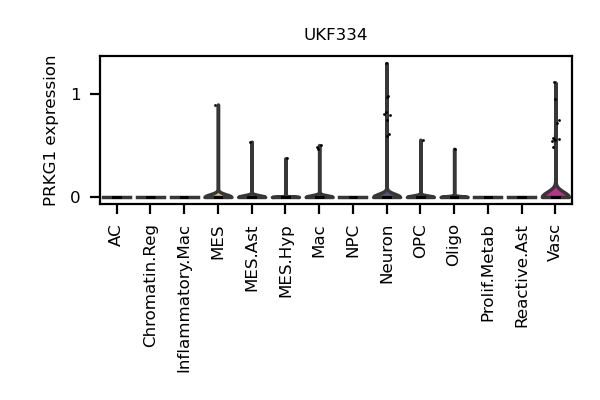 UKF334
PRKG1 expression
1
0
AC
Chromatin.Reg
Inflammatory.Mac
MES
MES.Ast
MES.Hyp
Mac
NPC
Neuron
OPC
Oligo
Prolif.Metab
Reactive.Ast
Vasc